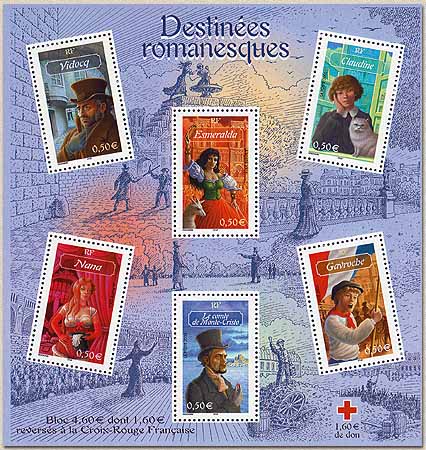 Destinées
romanesques
RF
Vidocq
0,50 €
RF
Claudine
0,50 €
RF
Esmeralda
0,50 €
RF
Nana
0,50 €
RF
Gavroche
0,50 €
RF
Le comte
de Monte-Cristo
0,50 €
Bloc 4,60€ dont 1,60€
reversés à la Croix-Rouge Française
1,60€
de don